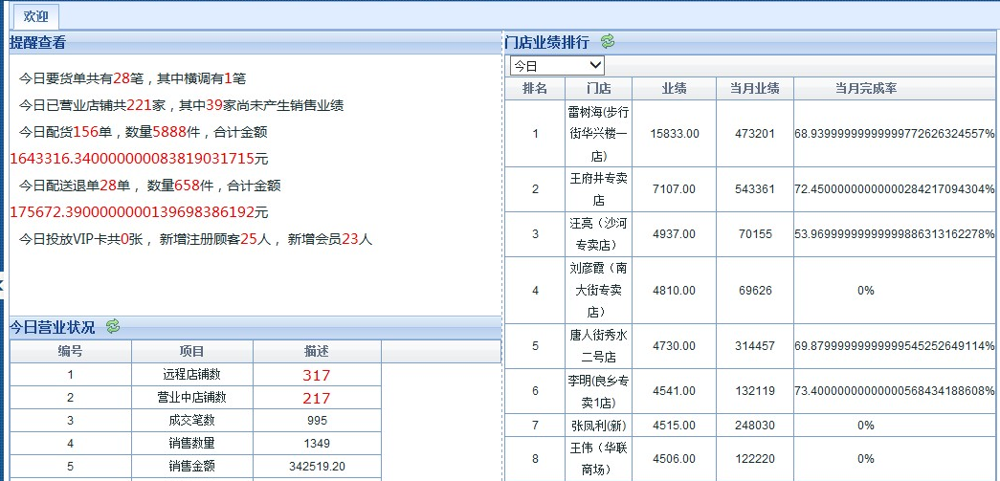 欢迎
提醒查看
今日要货单共有28笔，其中横调有1笔
今日已营业店铺共221家，其中39家尚未产生销售业绩
今日配货156单，数量5888件，合计金额
1643316.340000000083819031715元
今日配送退单28单， 数量658件，合计金额
175672.3900000000139698386192元
今日投放VIP卡共0张， 新增注册顾客25人， 新增会员23人
今日营业状况
编号 项目 描述
1 远程店铺数 317
2 营业中店铺数 217
3 成交笔数 995
4 销售数量 1349
5 销售金额 342519.20
门店业绩排行
今日
排名 门店 业绩 当月业绩 当月完成率
雷树海(步行
1 街华兴楼一 15833.00 473201 68.9399999999999977262632455​7%
店)
2 王府井专卖 7107.00 543361 72.4500000000000028421709430​4%
店
3 汪亮（沙河 4937.00 70155 53.9699999999999988631316227​8%
专卖店）
刘彦霞（南
4 大街专卖 4810.00 69626 0%
店）
5 唐人街秀水 4730.00 314457 69.8799999999999954525264911​4%
二号店
6 李明(良乡专 4541.00 132119 73.4000000000000056843418860​8%
卖1店)
7 张凤利(新) 4515.00 248030 0%
8 王伟（华联 4506.00 122220 0%
商场）